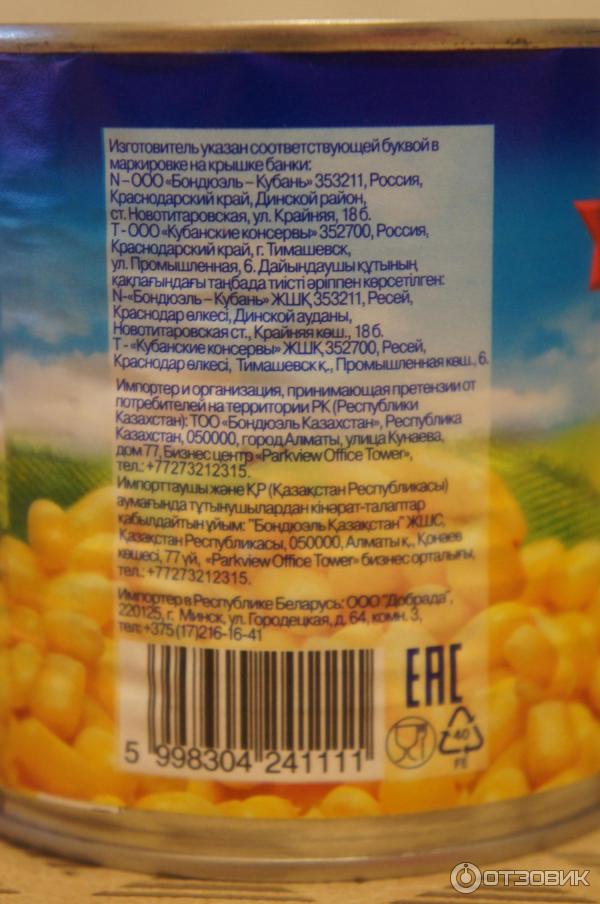 Изготовитель указан соответствующей буквой в
маркировке на крышке банки:
N – ООО «Бондюэль – Кубань» 353211, Россия,
Краснодарский край, Динской район,
ст. Новотитаровская, ул. Крайняя, 18 б.
Т - ООО «Кубанские консервы» 352700, Россия,
Краснодарский край, г. Тимашевск,
ул. Промышленная, 6. Дайындаушы құтының
қақпағындағы таңбада тиісті әріппен көрсетілген:
N-«Бондюэль – Кубань» ЖШҚ 353211, Ресей,
Краснодар өлкесі, Динской ауданы,
Новотитаровская ст., Крайняя көш., 18 б.
Т - «Кубанские консервы» ЖШҚ 352700, Ресей,
Краснодар өлкесі, Тимашевск қ., Промышленная көш., 6.
Импортер и организация, принимающая претензии от
потребителей на территории РК (Республики
Казахстан): ТОО «Бондюэль Казахстан», Республика
Казахстан, 050000, город Алматы, улица Кунаева,
дом 77, Бизнес центр «Parkview Office Tower»,
тел.: +77273212315.
Импорттаушы және ҚР (Қазақстан Республикасы)
аумағында тұтынушылардан кінәрат-талаптар
қабылдайтын ұйым: "Бондюэль Қазақстан" ЖШС,
Қазақстан Республикасы, 050000, Алматы қ., Қонаев
көшесі, 77 үй, «Parkview Office Tower» бизнес орталығы,
тел.: +77273212315.
Импортер в Республике Беларусь: ООО "Добрада",
220125, г. Минск, ул. Городецкая, д. 64, комн. 3,
тел: +375 (17) 216-16-41
EAC
5 998304 241111
40
FE
ОТЗОВИК